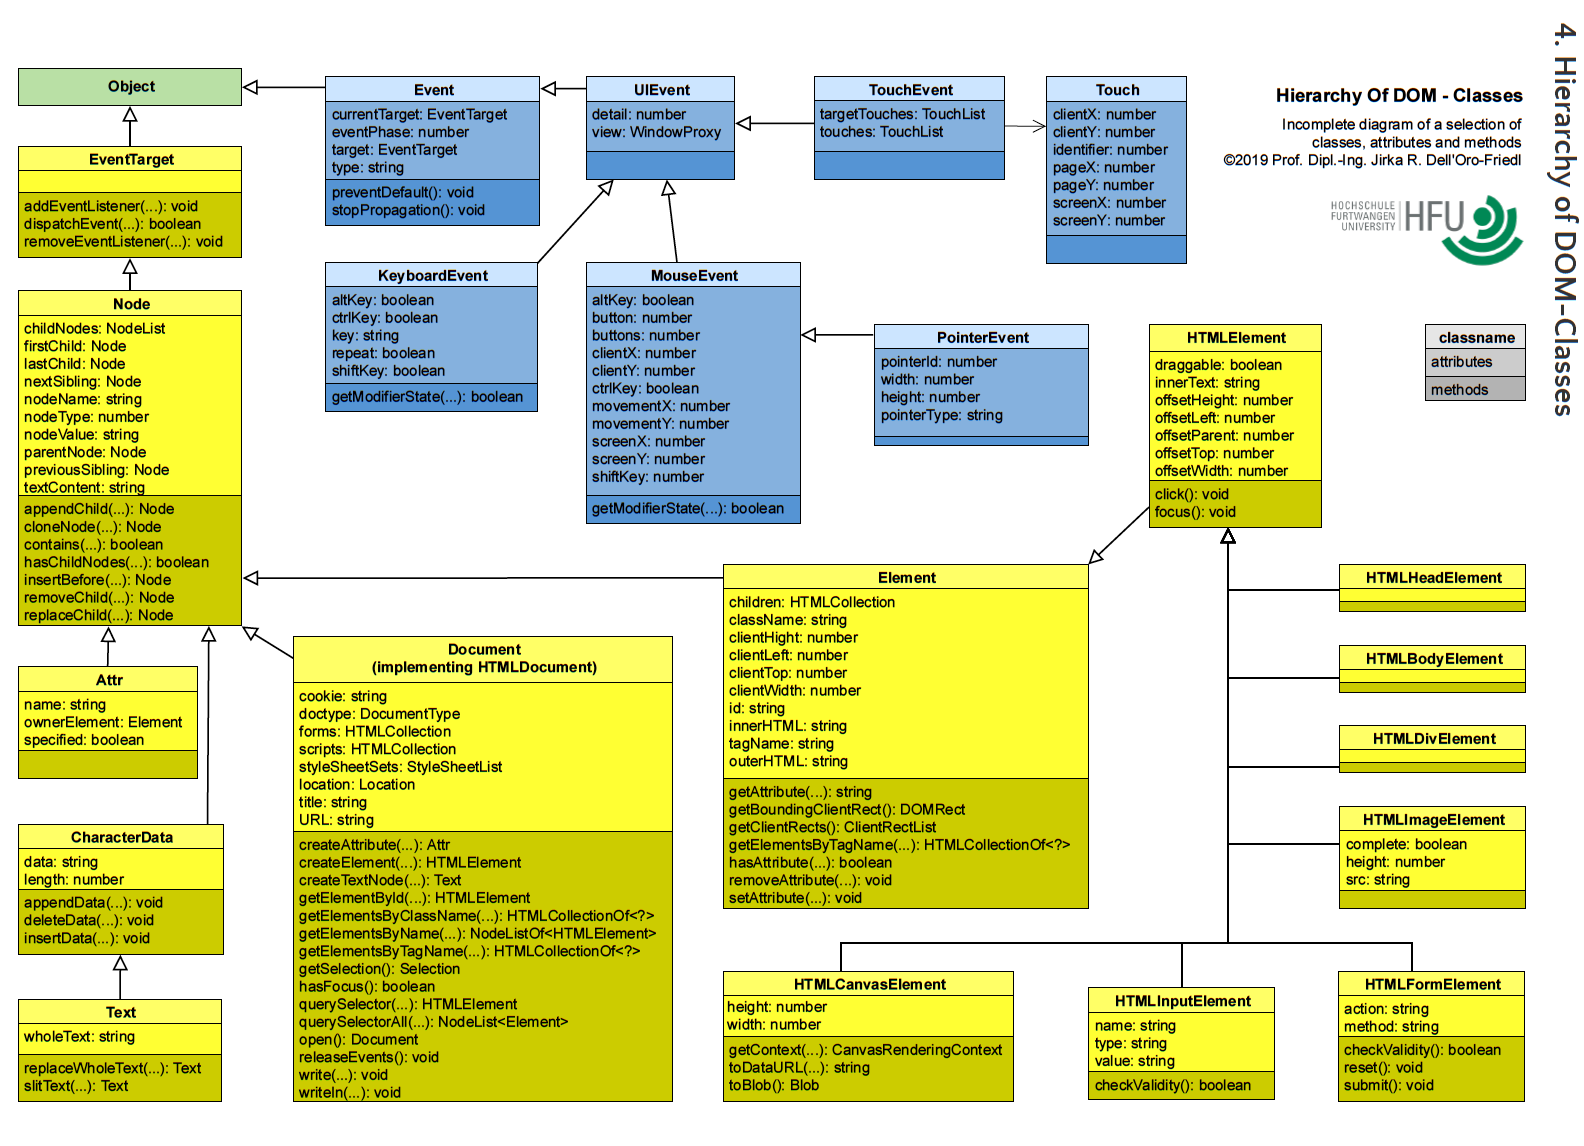 4. Hierarchy of DOM-Classes
Hierarchy Of DOM - Classes
Incomplete diagram of a selection of
classes, attributes and methods
©2019 Prof. Dipl.-Ing. Jirka R. Dell'Oro-Friedl
HOCHSCHULE
FURTWANGEN
UNIVERSITY
HFU
classname
attributes
methods
Object
EventTarget
addEventListener(...): void
dispatchEvent(...): boolean
removeEventListener(...): void
Node
childNodes: NodeList
firstChild: Node
lastChild: Node
nextSibling: Node
nodeName: string
nodeType: number
nodeValue: string
parentNode: Node
previousSibling: Node
textContent: string
appendChild(...): Node
cloneNode(...): Node
contains(...): boolean
hasChildNodes(...): boolean
insertBefore(...): Node
removeChild(...): Node
replaceChild(...): Node
Attr
name: string
ownerElement: Element
specified: boolean
CharacterData
data: string
length: number
appendData(...): void
deleteData(...): void
insertData(...): void
Text
wholeText: string
replaceWholeText(...): Text
slitText(...): Text
Event
currentTarget: EventTarget
eventPhase: number
target: EventTarget
type: string
preventDefault(): void
stopPropagation(): void
UIEvent
detail: number
view: WindowProxy
TouchEvent
targetTouches: TouchList
touches: TouchList
Touch
clientX: number
clientY: number
identifier: number
pageX: number
pageY: number
screenX: number
screenY: number
KeyboardEvent
altKey: boolean
ctrlKey: boolean
key: string
repeat: boolean
shiftKey: boolean
getModifierState(...): boolean
MouseEvent
altKey: boolean
button: number
buttons: number
clientX: number
clientY: number
ctrlKey: boolean
movementX: number
movementY: number
screenX: number
screenY: number
shiftKey: number
getModifierState(...): boolean
PointerEvent
pointerId: number
width: number
height: number
pointerType: string
HTMLElement
draggable: boolean
innerText: string
offsetHeight: number
offsetLeft: number
offsetParent: number
offsetTop: number
offsetWidth: number
click(): void
focus(): void
Document
(implementing HTMLDocument)
cookie: string
doctype: DocumentType
forms: HTMLCollection
scripts: HTMLCollection
styleSheetSets: StyleSheetList
location: Location
title: string
URL: string
createAttribute(...): Attr
createElement(...): HTMLElement
createTextNode(...): Text
getElementById(...): HTMLElement
getElementsByClassName(...): HTMLCollectionOf<?>
getElementsByName(...): NodeListOf<HTMLElement>
getElementsByTagName(...): HTMLCollectionOf<?>
getSelection(): Selection
hasFocus(): boolean
querySelector(...): HTMLElement
querySelectorAll(...): NodeList<Element>
open(): Document
releaseEvents(): void
write(...): void
writeln(...): void
Element
children: HTMLCollection
className: string
clientHight: number
clientLeft: number
clientTop: number
clientWidth: number
id: string
innerHTML: string
tagName: string
outerHTML: string
getAttribute(...): string
getBoundingClientRect(): DOMRect
getClientRects(): ClientRectList
getElementsByTagName(...): HTMLCollectionOf<?>
hasAttribute(...): boolean
removeAttribute(...): void
setAttribute(...): void
HTMLHeadElement
HTMLBodyElement
HTMLDivElement
HTMLImageElement
complete: boolean
height: number
src: string
HTMLCanvasElement
height: number
width: number
getContext(...): CanvasRenderingContext
toDataURL(...): string
toBlob(): Blob
HTMLInputElement
name: string
type: string
value: string
checkValidity(): boolean
HTMLFormElement
action: string
method: string
checkValidity(): boolean
reset(): void
submit(): void